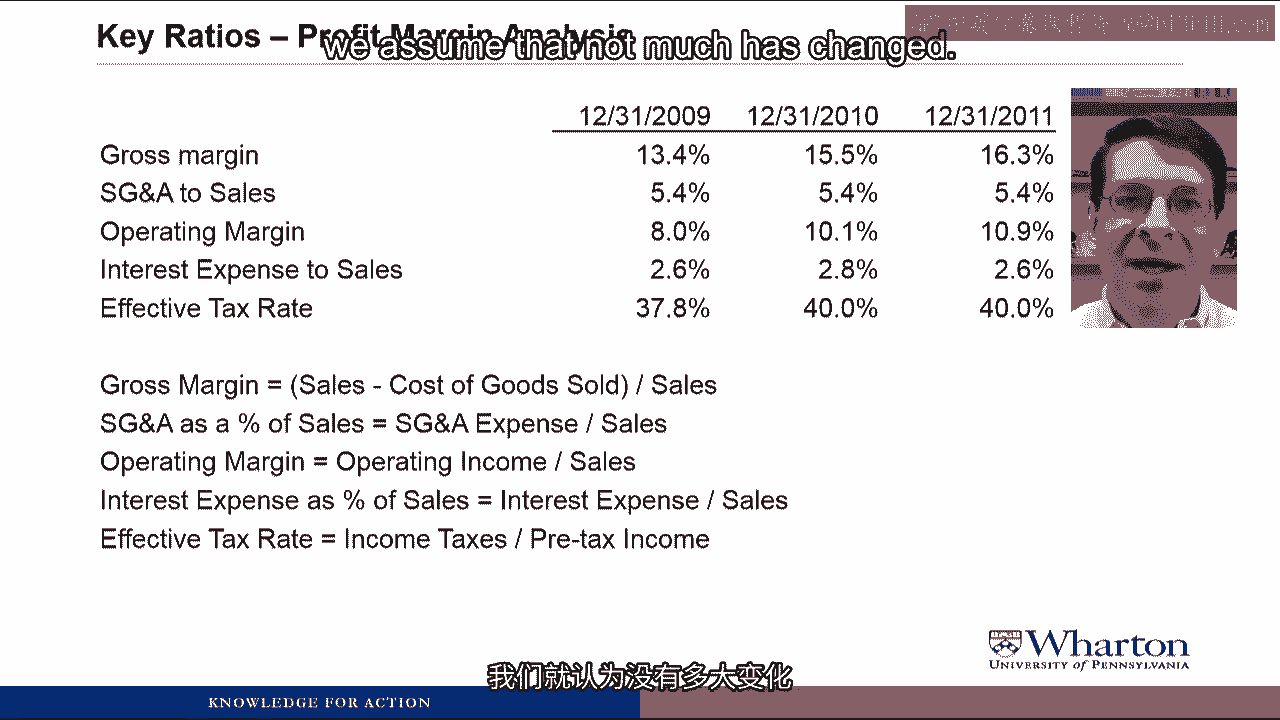 Key Ratios – Profit Margin Analysis
we assume that not much has changed.
12/31/2009 12/31/2010 12/31/2011
Gross margin 13.4% 15.5% 16.3%
SG&A to Sales 5.4% 5.4% 5.4%
Operating Margin 8.0% 10.1% 10.9%
Interest Expense to Sales 2.6% 2.8% 2.6%
Effective Tax Rate 37.8% 40.0% 40.0%
Gross Margin = (Sales - Cost of Goods Sold) / Sales
SG&A as a % of Sales = SG&A Expense / Sales
Operating Margin = Operating Income / Sales
Interest Expense as % of Sales = Interest Expense / Sales
Effective Tax Rate = Income Taxes / Pre-tax Income
Wharton
UNIVERSITY of PENNSYLVANIA
我们就认为没有多大变化
KNOWLEDGE FOR ACTION